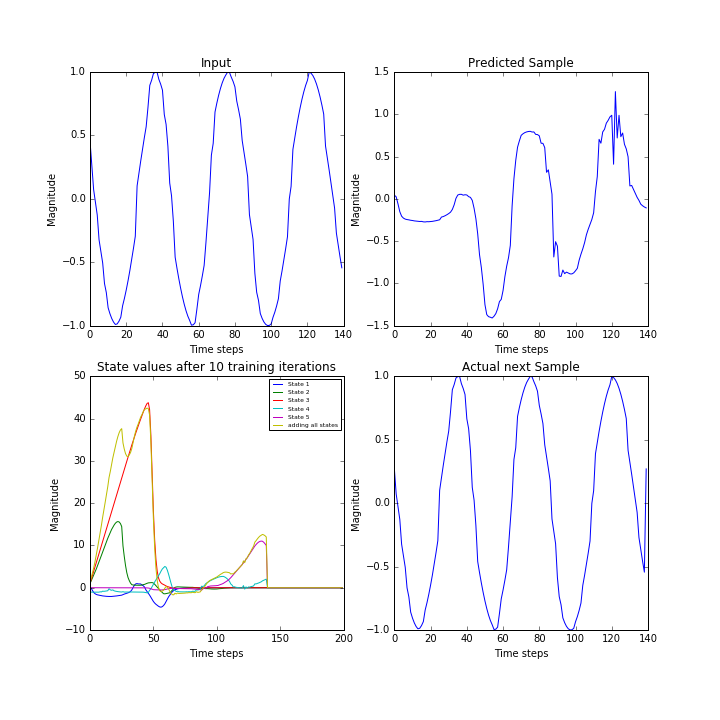 Input
1.0
0.5
0.0
−0.5
−1.0
Magnitude
0 20 40 60 80 100 120 140
Time steps
Predicted Sample
1.5
1.0
0.5
0.0
−0.5
−1.0
−1.5
Magnitude
0 20 40 60 80 100 120 140
Time steps
State values after 10 training iterations
50
40
30
20
10
0
−10
Magnitude
State 1
State 2
State 3
State 4
State 5
adding all states
0 50 100 150 200
Time steps
Actual next Sample
1.0
0.5
0.0
−0.5
−1.0
Magnitude
0 20 40 60 80 100 120 140
Time steps